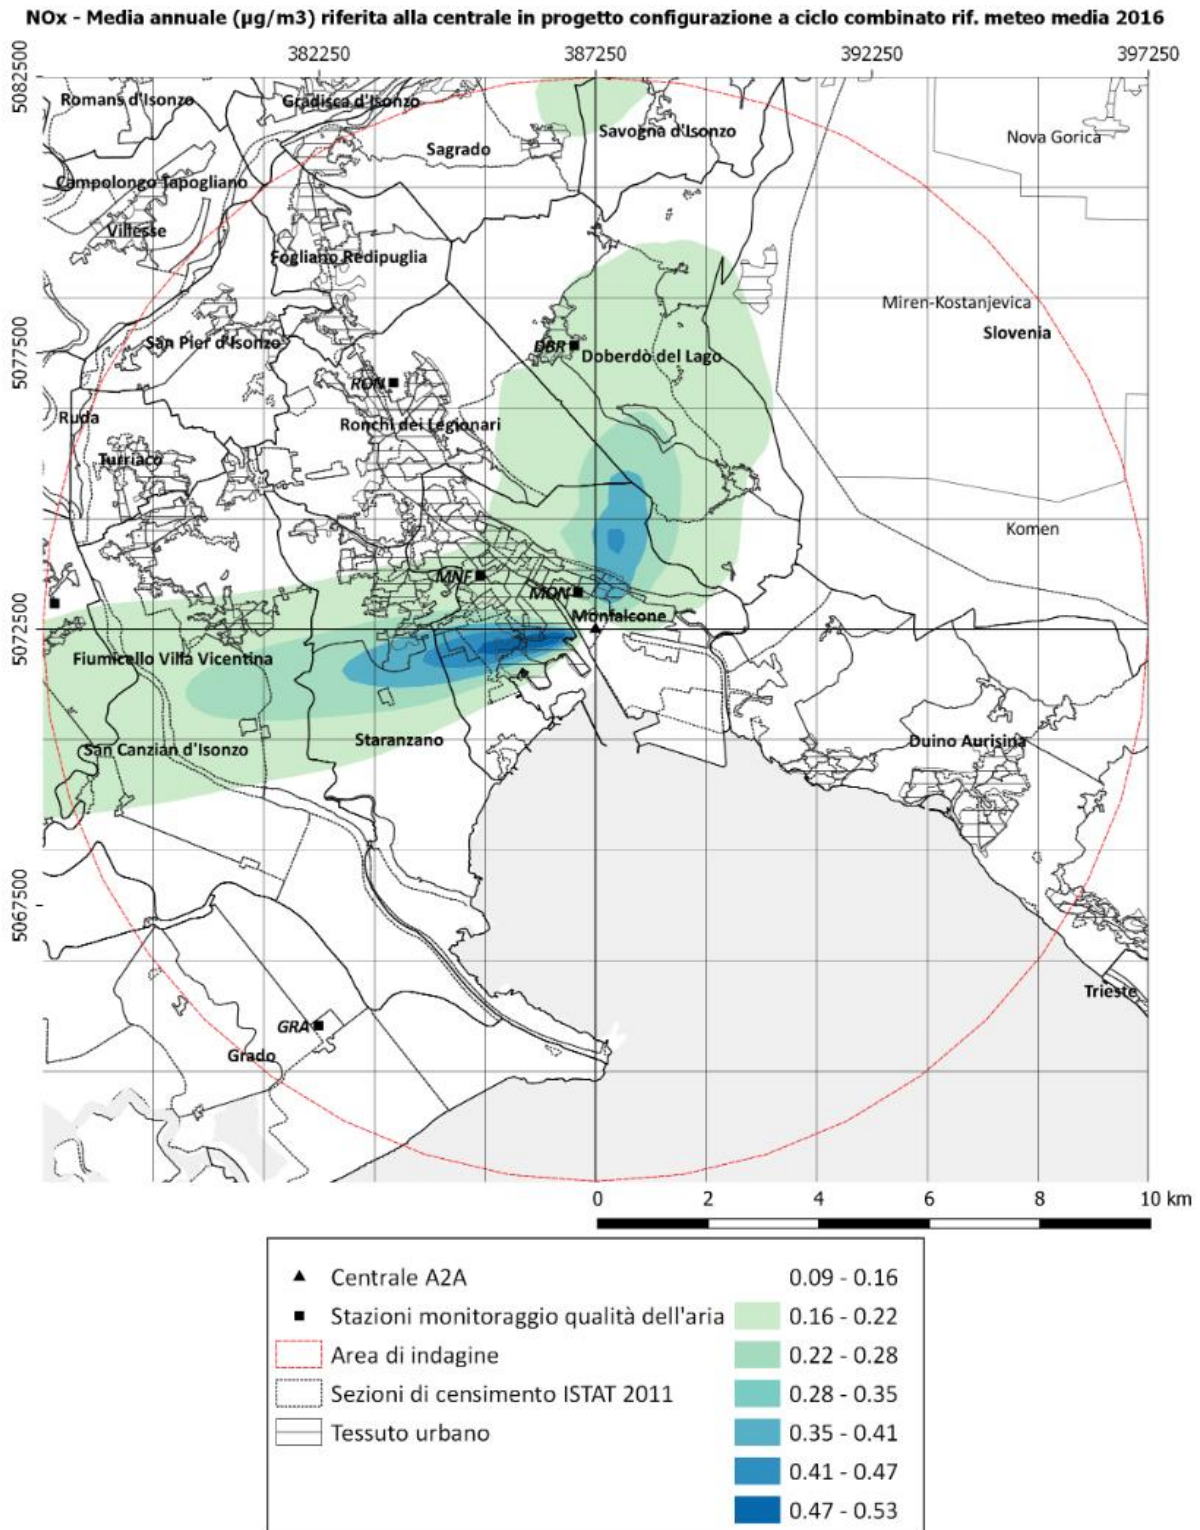 NOx - Media annuale (µg/m3) riferita alla centrale in progetto configurazione a ciclo combinato rif. meteo media 2016
382250 387250 392250 397250
5082500
Romans d'Isonzo
Gradisca d'Isonzo
Savogna d'Isonzo
Nova Gorica
Sagrado
Campolongo Tapogliano
Villesse
Fogliano Redipuglia
Miren-Kostanjevica
Slovenia
5077500
San Pier d'Isonzo
DBR
Doberdò del Lago
RON
Ruda
Ronchi dei Legionari
Turriaco
Komen
MNF
MON
Monfalcone
5072500
Fiumicello Villa Vicentina
Staranzano
San Canzian d'Isonzo
Duino Aurisina
5067500
Trieste
GRA
Grado
0 2 4 6 8 10 km
Centrale A2A
Stazioni monitoraggio qualità dell'aria
Area di indagine
Sezioni di censimento ISTAT 2011
Tessuto urbano
0.09 - 0.16
0.16 - 0.22
0.22 - 0.28
0.28 - 0.35
0.35 - 0.41
0.41 - 0.47
0.47 - 0.53